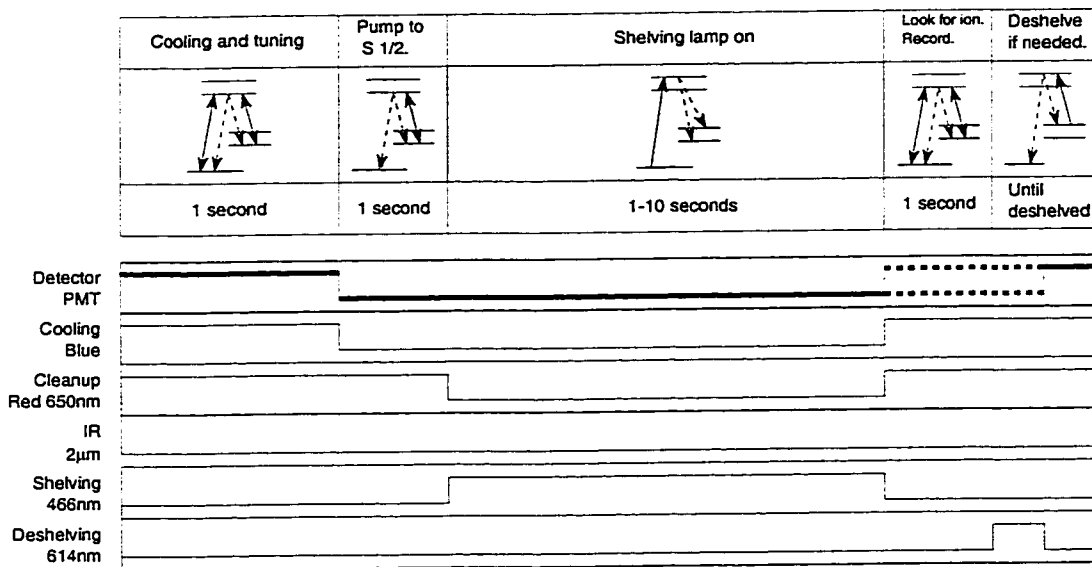 Cooling and tuning
Pump to
S 1/2.
Shelving lamp on
Look for ion.
Record.
Deshelve
if needed.
1 second
1 second
1-10 seconds
1 second
Until
deshelved
Detector
PMT
Cooling
Blue
Cleanup
Red 650nm
IR
2μm
Shelving
466nm
Deshelving
614nm